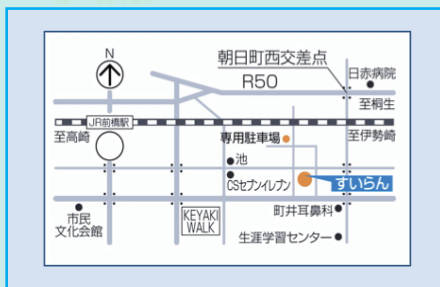 N
朝日町西交差点
R50
日赤病院
至桐生
JR前橋駅
至高崎
専用駐車場
至伊勢崎
池
CSセブンイレブン
すいらん
市民
文化会館
KEYAKI
WALK
町井耳鼻科
生涯学習センター